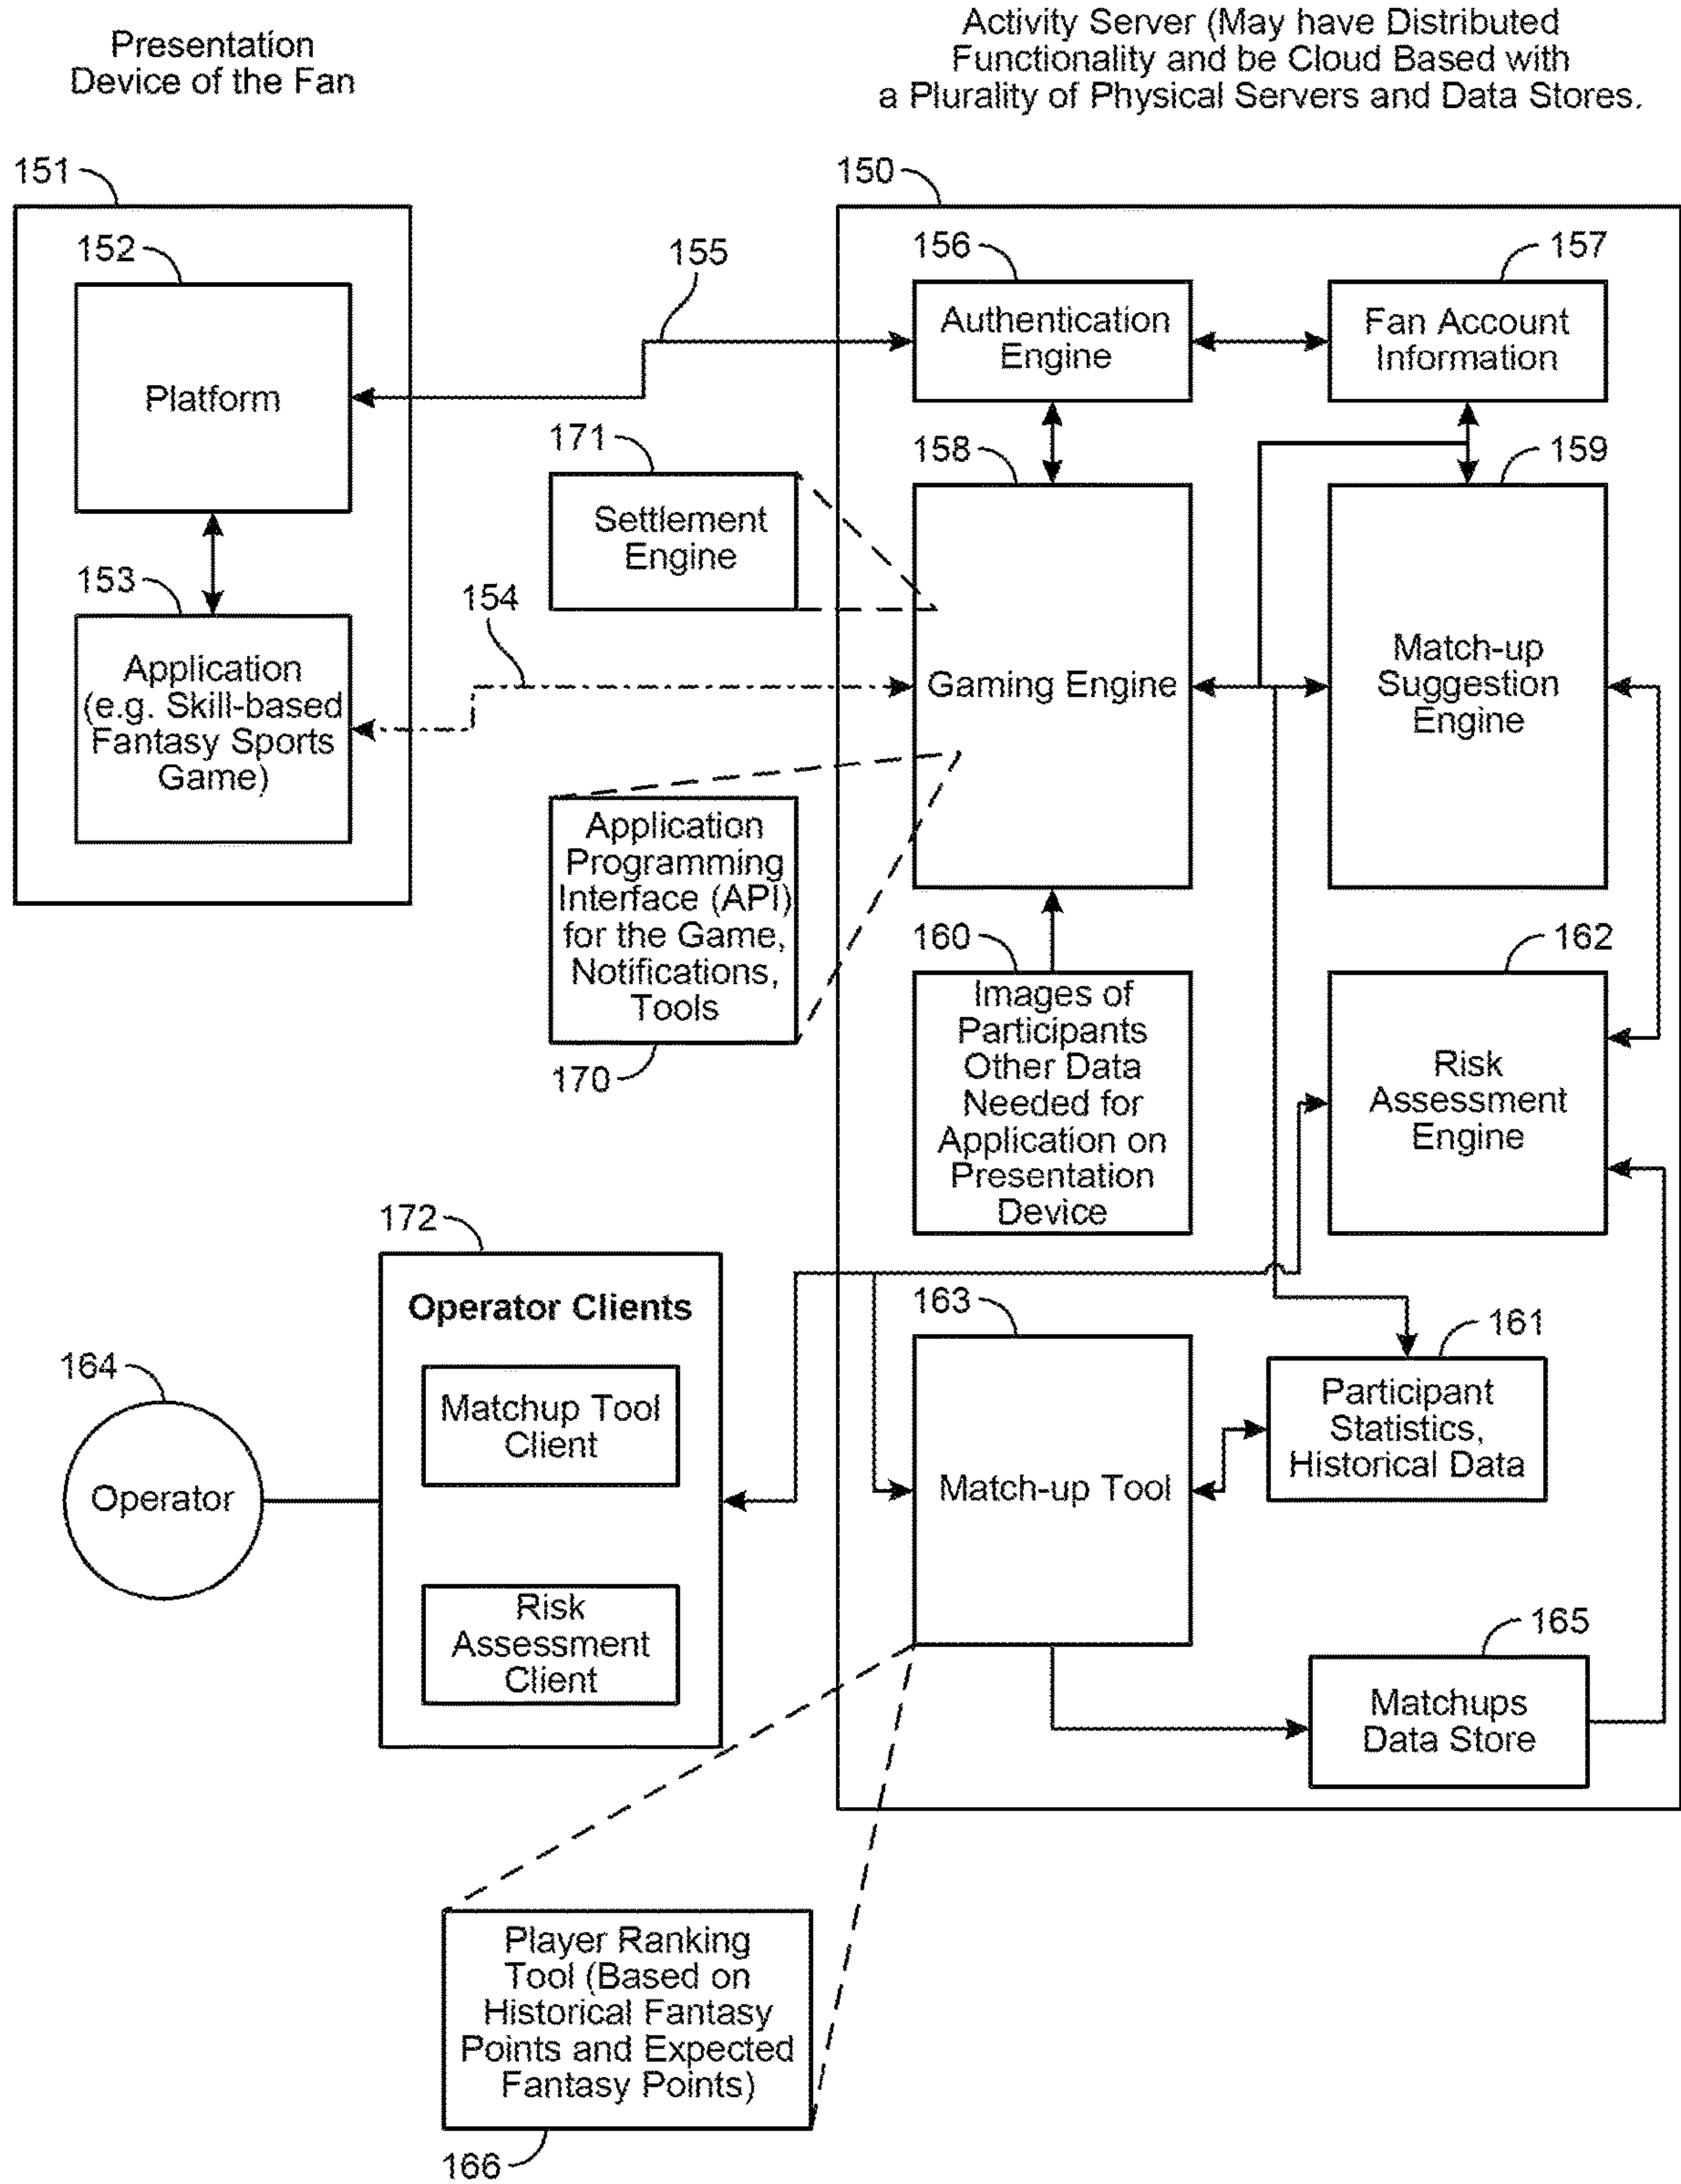 Presentation
Device of the Fan
Activity Server (May have Distributed
Functionality and be Cloud Based with
a Plurality of Physical Servers and Data Stores.
151
152
Platform
153
Application
(e.g. Skill-based
Fantasy Sports
Game)
155
171
Settlement
Engine
154
Application
Programming
Interface (API)
for the Game,
Notifications,
Tools
170
150
156
Authentication
Engine
157
Fan Account
Information
158
Gaming Engine
159
Match-up
Suggestion
Engine
160
Images of
Participants
Other Data
Needed for
Application on
Presentation
Device
162
Risk
Assessment
Engine
172
Operator Clients
Matchup Tool
Client
Risk
Assessment
Client
164
Operator
163
Match-up Tool
161
Participant
Statistics,
Historical Data
165
Matchups
Data Store
Player Ranking
Tool (Based on
Historical Fantasy
Points and Expected
Fantasy Points)
166